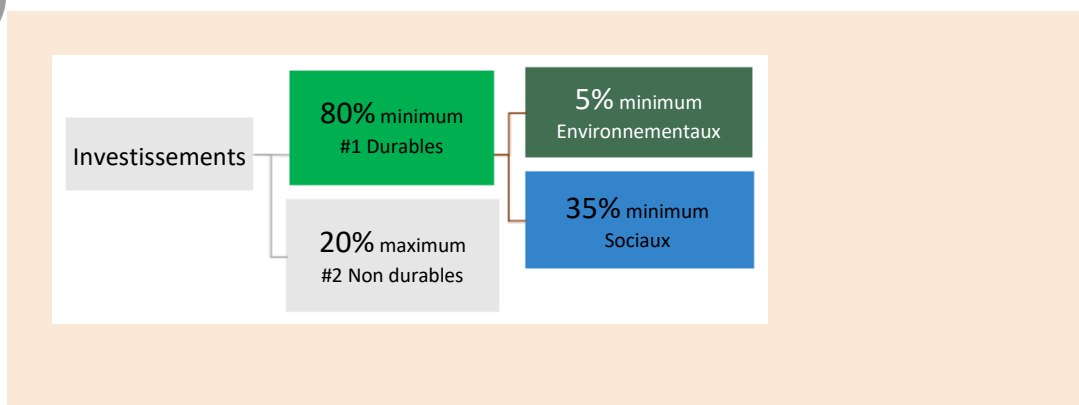 Investissements
80% minimum
#1 Durables
20% maximum
#2 Non durables
5% minimum
Environnementaux
35% minimum
Sociaux